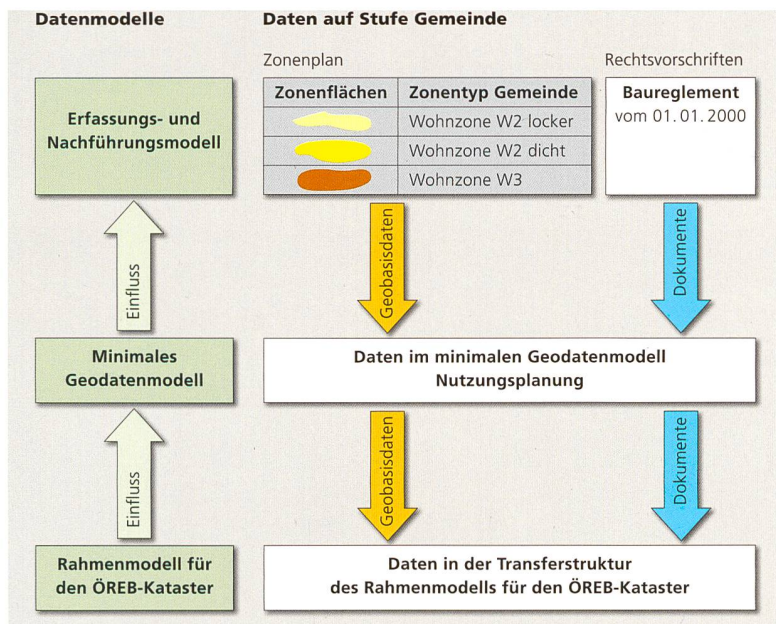 Datenmodelle
Daten auf Stufe Gemeinde
Zonenplan
Rechtsvorschriften
Erfassungs- und
Nachführungsmodell
Zonenflächen
Zonentyp Gemeinde
Wohnzone W2 locker
Wohnzone W2 dicht
Wohnzone W3
Baureglement
vom 01.01.2000
Einfluss
Geobasisdaten
Dokumente
Minimales
Geodatenmodell
Daten im minimalen Geodatenmodell
Nutzungsplanung
Einfluss
Geobasisdaten
Dokumente
Rahmenmodell für
den ÖREB-Kataster
Daten in der Transferstruktur
des Rahmenmodells für den ÖREB-Kataster